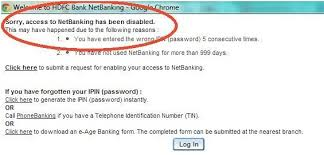 Welcome to HDFC Bank NetBanking - Google Chrome
Sorry, access to NetBanking has been disabled.
This may have happened due to the following reasons :
1. • You have entered the wrong IPIN (password) 5 consecutive times.
2. • You have not used NetBanking for more than 999 days.
Click here to submit a request for enabling your access to NetBanking.
If you have forgotten your IPIN (password) :
Click here to generate the IPIN (password) instantly.
OR
Call PhoneBanking if you have a Telephone Identification Number (TIN).
OR
Click here to download an e-Age Banking form. The completed form can be submitted at the nearest branch.
Log In